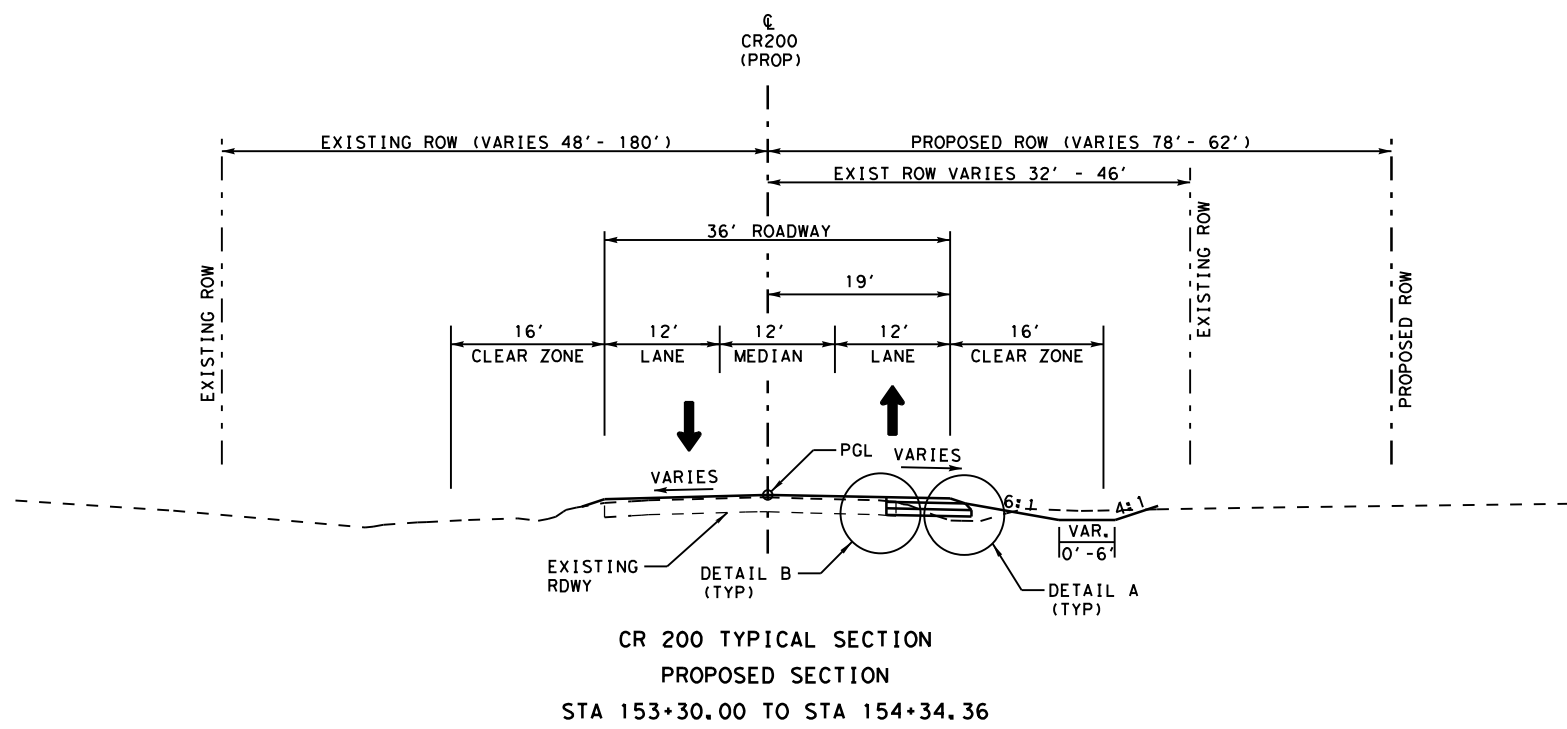 ℄
CR200
(PROP)
EXISTING ROW (VARIES 48'- 180')
PROPOSED ROW (VARIES 78'- 62')
EXIST ROW VARIES 32' - 46'
36' ROADWAY
19'
EXISTING ROW
EXISTING ROW
PROPOSED ROW
16'
CLEAR ZONE
12'
LANE
12'
MEDIAN
12'
LANE
16'
CLEAR ZONE
PGL
VARIES
VARIES
6:1
4:1
VAR.
0'-6'
EXISTING
RDWY
DETAIL B
(TYP)
DETAIL A
(TYP)
CR 200 TYPICAL SECTION
PROPOSED SECTION
STA 153+30.00 TO STA 154+34.36